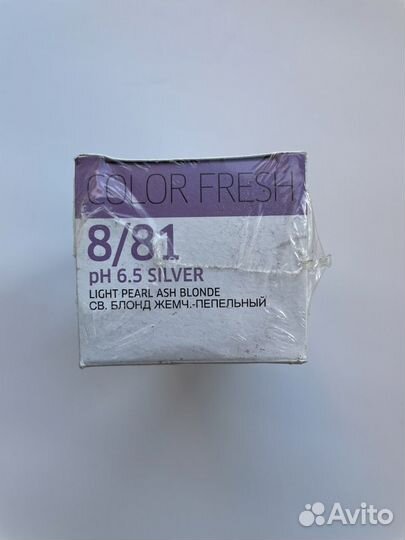 COLOR FRESH
8/81
pH 6.5 SILVER
LIGHT PEARL ASH BLONDE
СВ. БЛОНД ЖЕМЧ.-ПЕПЕЛЬНЫЙ
Avito